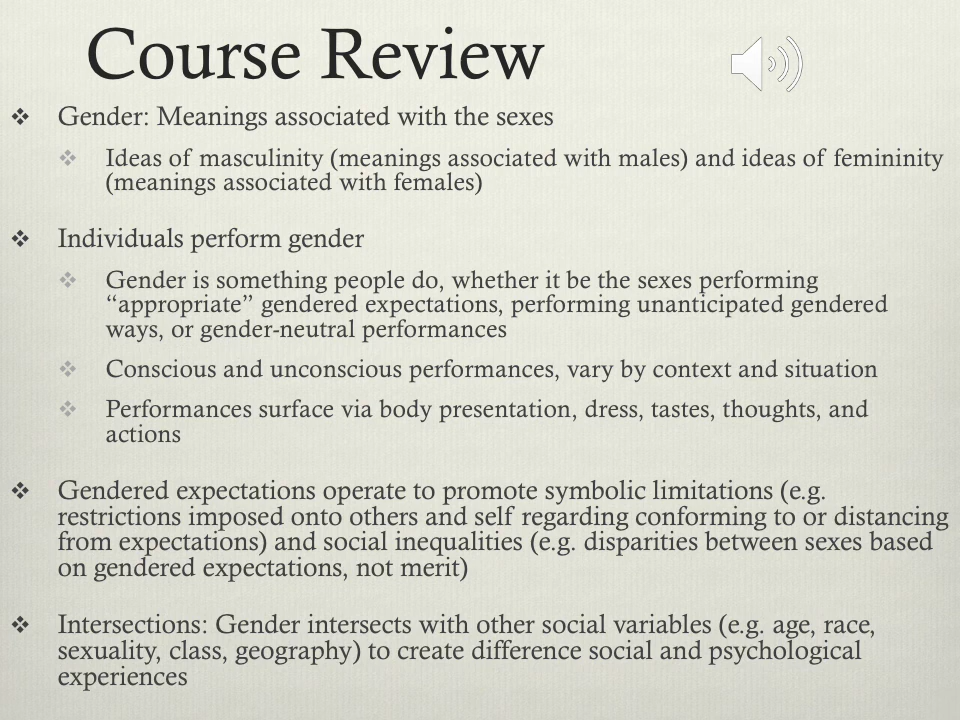 Course Review
Gender: Meanings associated with the sexes
Ideas of masculinity (meanings associated with males) and ideas of femininity
(meanings associated with females)
Individuals perform gender
Gender is something people do, whether it be the sexes performing
“appropriate” gendered expectations, performing unanticipated gendered
ways, or gender-neutral performances
Conscious and unconscious performances, vary by context and situation
Performances surface via body presentation, dress, tastes, thoughts, and
actions
Gendered expectations operate to promote symbolic limitations (e.g.
restrictions imposed onto others and self regarding conforming to or distancing
from expectations) and social inequalities (e.g. disparities between sexes based
on gendered expectations, not merit)
Intersections: Gender intersects with other social variables (e.g. age, race,
sexuality, class, geography) to create difference social and psychological
experiences